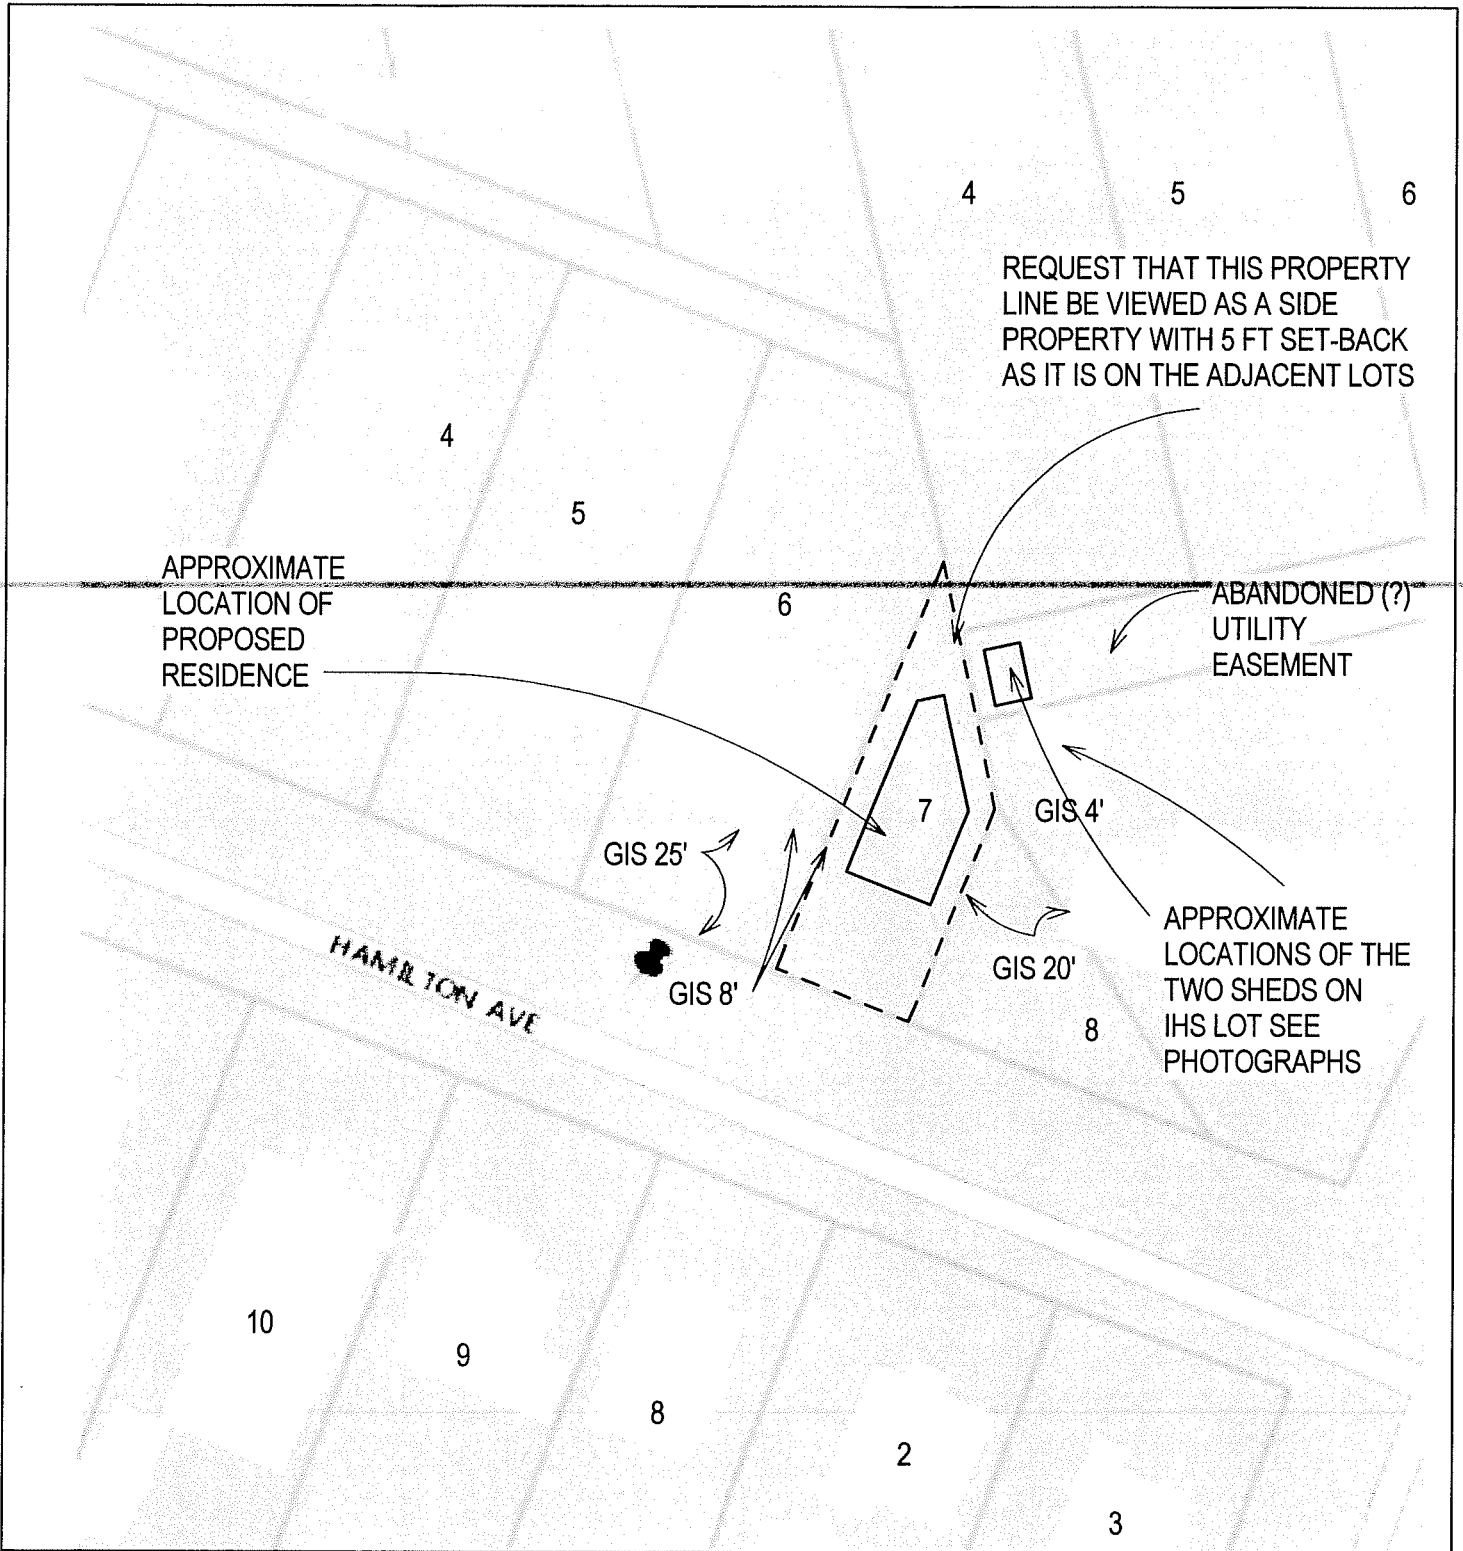 4
5
6
REQUEST THAT THIS PROPERTY
LINE BE VIEWED AS A SIDE
PROPERTY WITH 5 FT SET-BACK
AS IT IS ON THE ADJACENT LOTS
4
5
APPROXIMATE
LOCATION OF
PROPOSED
RESIDENCE
6
ABANDONED (?)
UTILITY
EASEMENT
7
GIS 4'
GIS 25'
APPROXIMATE
LOCATIONS OF THE
TWO SHEDS ON
IHS LOT SEE
PHOTOGRAPHS
HAMILTON AVE
GIS 8'
GIS 20'
8
10
9
8
2
3